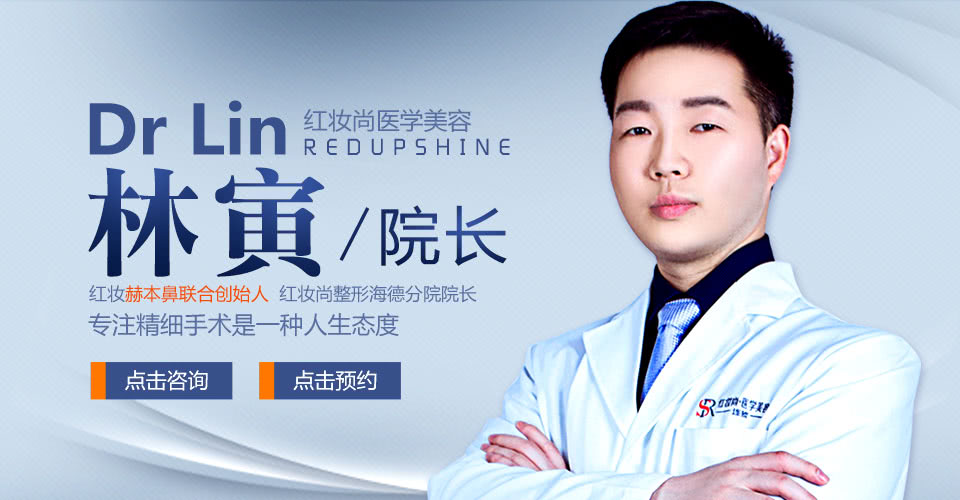 Dr Lin
红妆尚医学美容
REDUPSHINE
林寅/院长
红妆赫本鼻联合创始人 红妆尚整形海德分院院长
专注精细手术是一种人生态度
点击咨询
点击预约
SR